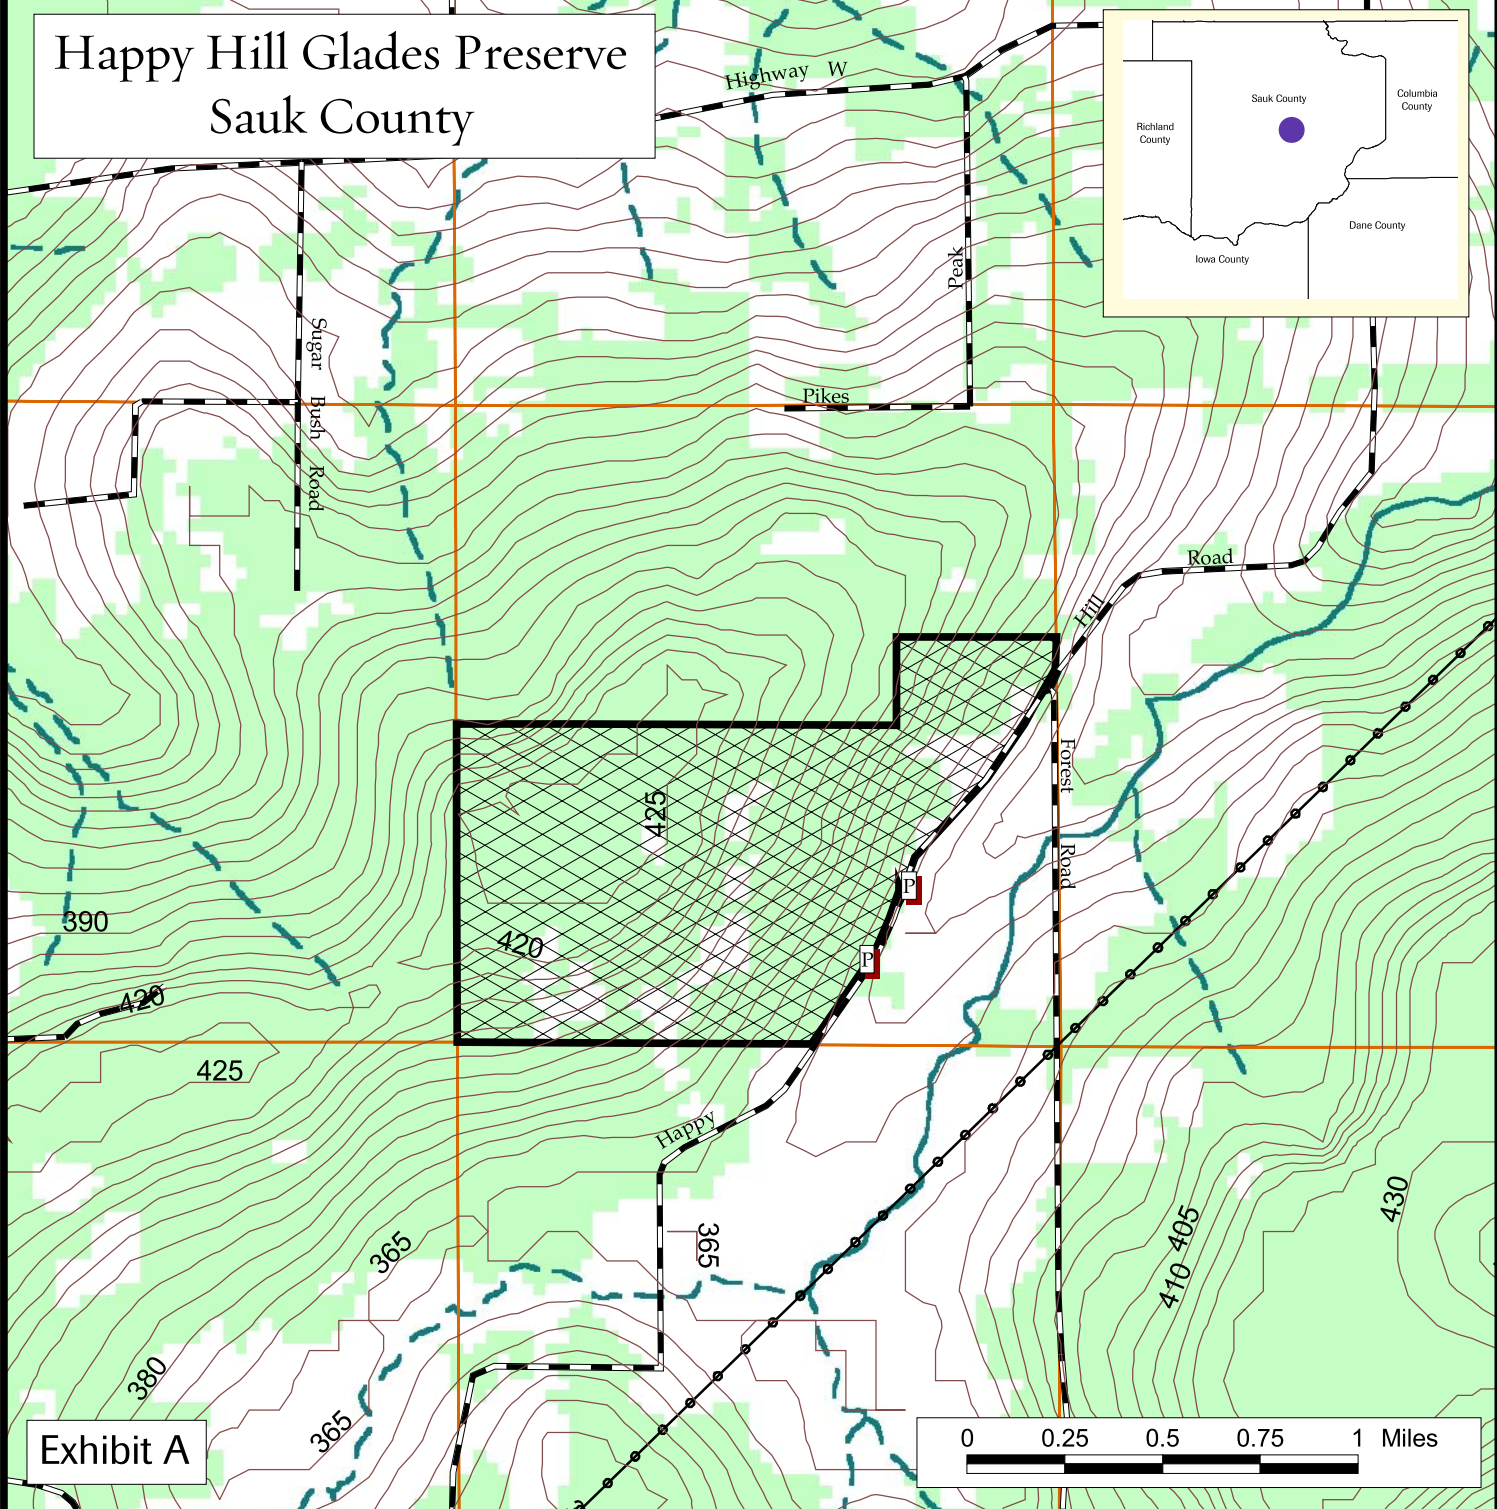 Happy Hill Glades Preserve
Sauk County
Highway W
Sauk County
Columbia
County
Richland
County
Dane County
Iowa County
Peak
Pikes
Sugar Bush Road
Road
Hill
Forest Road
425
P
P
420
390
420
425
Happy
365
365
405
410
430
380
365
Exhibit A
0 0.25 0.5 0.75 1 Miles